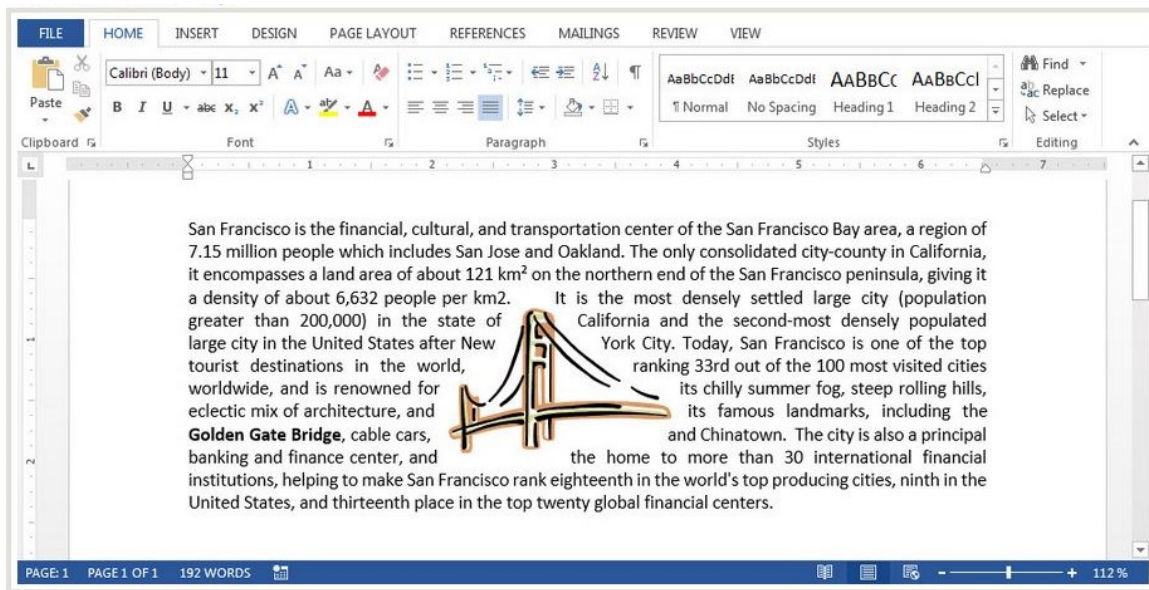 FILE HOME INSERT DESIGN PAGE LAYOUT REFERENCES MAILINGS REVIEW VIEW
Calibri (Body) 11 A A Aa AaBbCcDdE AaBbCcDdE AABBCC AABBCCI Find
Paste B I U abc X₂ X² A aby A ¶ Normal No Spacing Heading 1 Heading 2 Replace
Select
Clipboard Font Paragraph Styles Editing
L 1 2 3 4 5 6 7
San Francisco is the financial, cultural, and transportation center of the San Francisco Bay area, a region of
7.15 million people which includes San Jose and Oakland. The only consolidated city-county in California,
it encompasses a land area of about 121 km² on the northern end of the San Francisco peninsula, giving it
a density of about 6,632 people per km2. It is the most densely settled large city (population
greater than 200,000) in the state of California and the second-most densely populated
large city in the United States after New York City. Today, San Francisco is one of the top
tourist destinations in the world, ranking 33rd out of the 100 most visited cities
worldwide, and is renowned for its chilly summer fog, steep rolling hills,
eclectic mix of architecture, and its famous landmarks, including the
Golden Gate Bridge, cable cars, and Chinatown. The city is also a principal
banking and finance center, and the home to more than 30 international financial
institutions, helping to make San Francisco rank eighteenth in the world's top producing cities, ninth in the
United States, and thirteenth place in the top twenty global financial centers.
PAGE: 1 PAGE 1 OF 1 192 WORDS 112 %